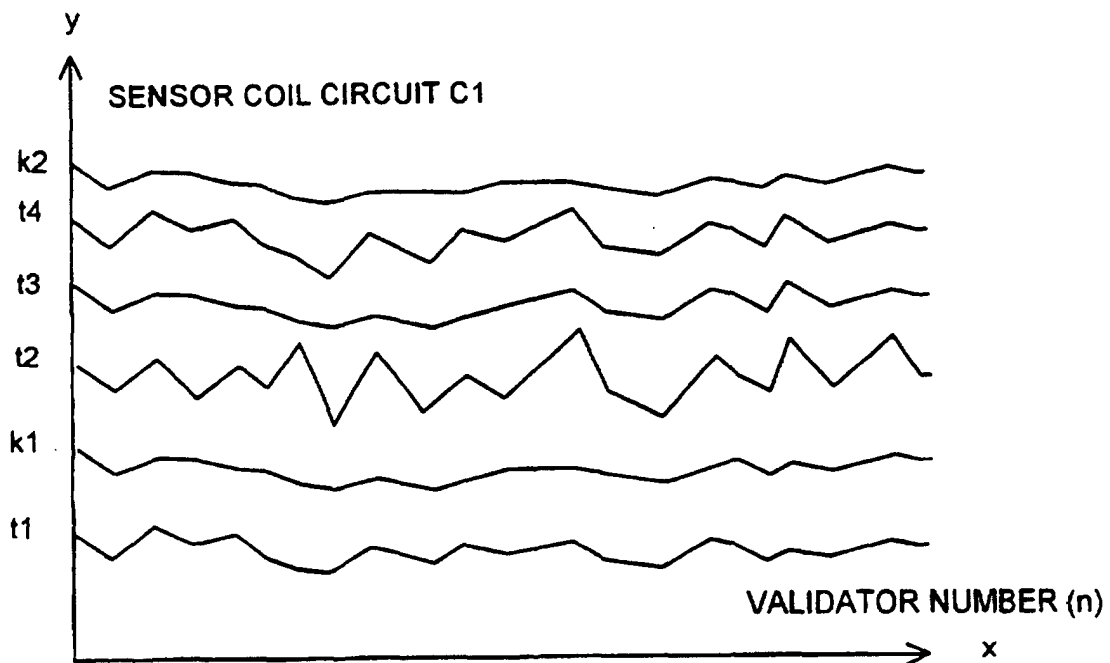 y
SENSOR COIL CIRCUIT C1
k2
t4
t3
t2
k1
t1
VALIDATOR NUMBER (n)
x